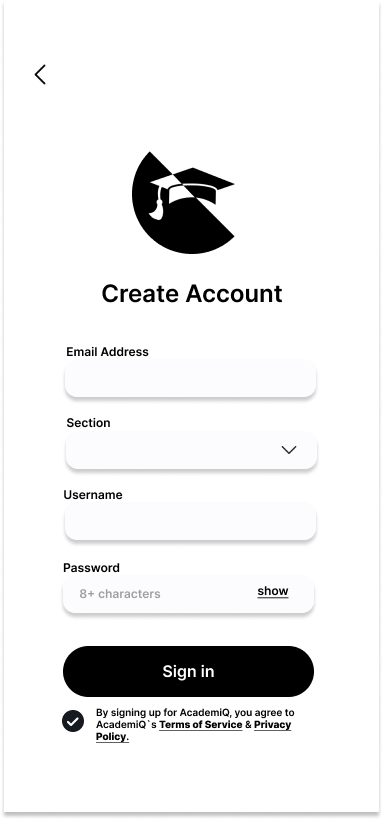 Create Account
Email Address
Section
Username
Password
8+ characters show
Sign in
By signing up for AcademiQ, you agree to
AcademiQ`s Terms of Service & Privacy
Policy.